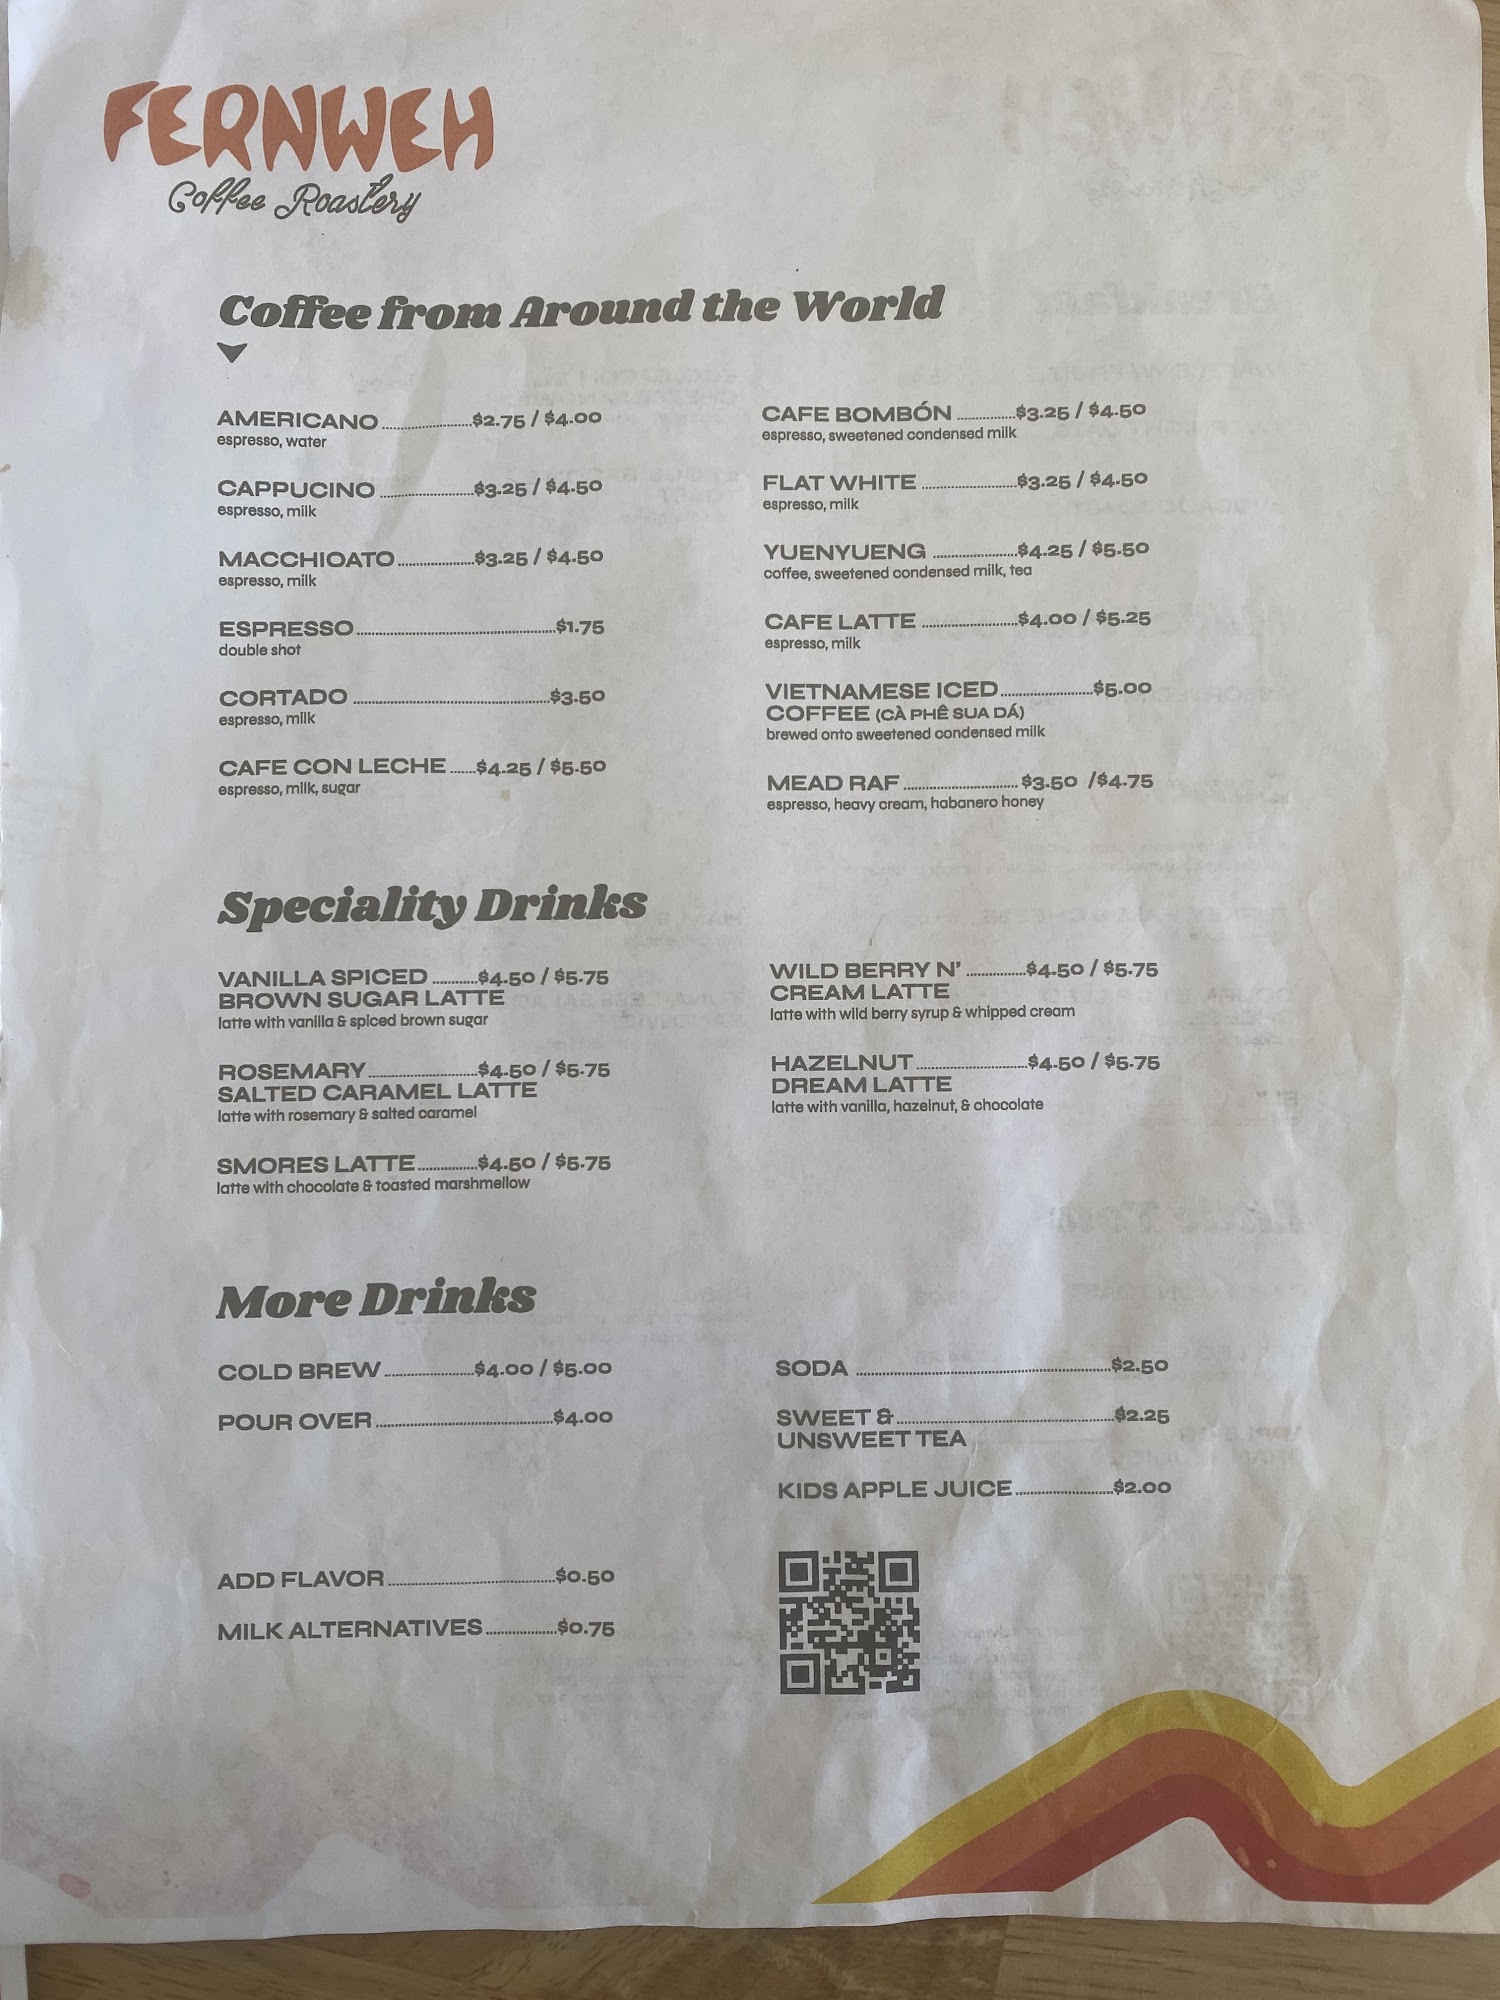 FERNWEH
Coffee Roastery
Coffee from Around the World
AMERICANO ........ $2.75 / $4.00
espresso, water
CAPPUCINO ........ $3.25 / $4.50
espresso, milk
MACCHIOATO ........ $3.25 / $4.50
espresso, milk
ESPRESSO ........ $1.75
double shot
CORTADO ........ $3.50
espresso, milk
CAFE CON LECHE ...... $4.25 / $5.50
espresso, milk, sugar
CAFE BOMBÓN ........ $3.25 / $4.50
espresso, sweetened condensed milk
FLAT WHITE ........ $3.25 / $4.50
espresso, milk
YUENYUENG ........ $4.25 / $5.50
coffee, sweetened condensed milk, tea
CAFE LATTE ........ $4.00 / $5.25
espresso, milk
VIETNAMESE ICED ........ $5.00
COFFEE (CÀ PHÊ SUA DÁ)
brewed onto sweetened condensed milk
MEAD RAF ........ $3.50 /$4.75
espresso, heavy cream, habanero honey
Speciality Drinks
VANILLA SPICED ........ $4.50 / $5.75
BROWN SUGAR LATTE
latte with vanilla & spiced brown sugar
ROSEMARY ........ $4.50 / $5.75
SALTED CARAMEL LATTE
latte with rosemary & salted caramel
SMORES LATTE ........ $4.50 / $5.75
latte with chocolate & toasted marshmellow
WILD BERRY N' ........ $4.50 / $5.75
CREAM LATTE
latte with wild berry syrup & whipped cream
HAZELNUT ........ $4.50 / $5.75
DREAM LATTE
latte with vanilla, hazelnut, & chocolate
More Drinks
COLD BREW ........ $4.00 / $5.00
POUR OVER ........ $4.00
SODA ........ $2.50
SWEET & ........ $2.25
UNSWEET TEA
KIDS APPLE JUICE ........ $2.00
ADD FLAVOR ........ $0.50
MILK ALTERNATIVES ........ $0.75